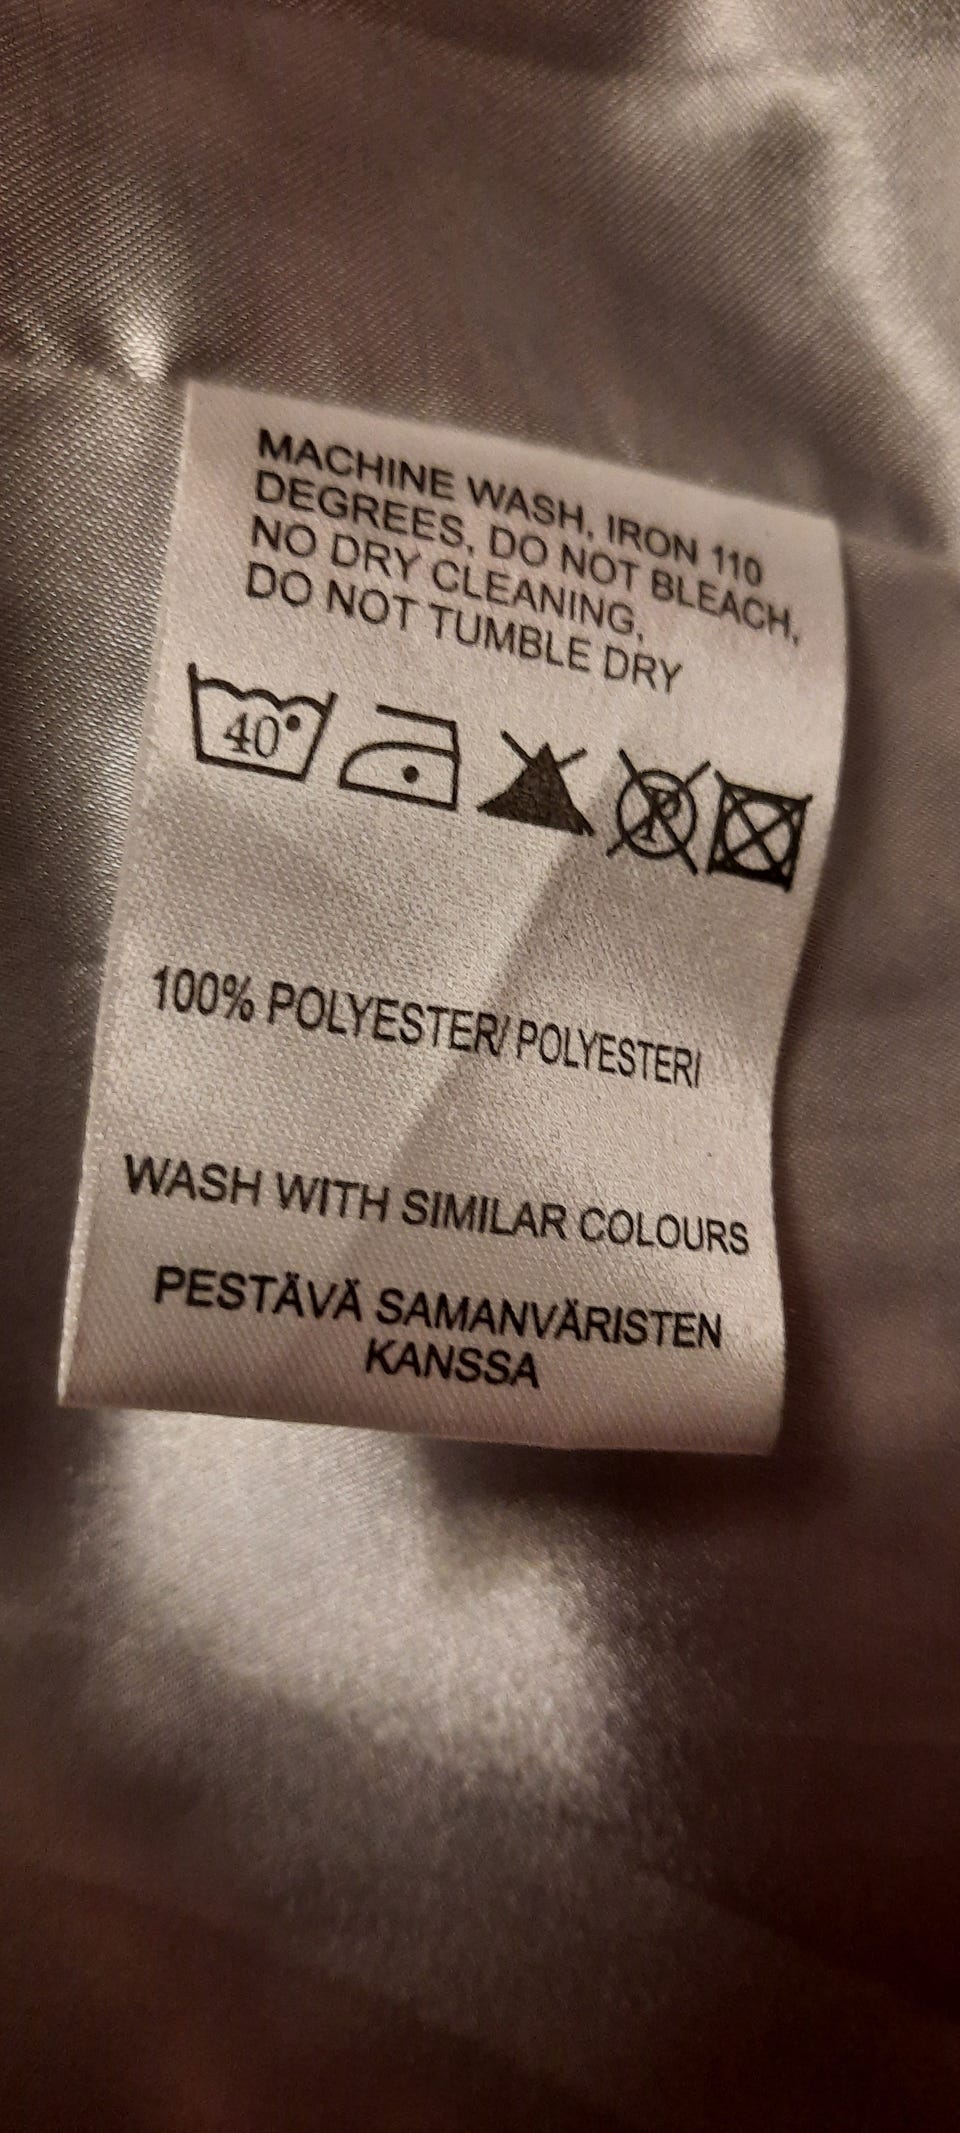 MACHINE WASH, IRON 110
DEGREES, DO NOT BLEACH,
NO DRY CLEANING,
DO NOT TUMBLE DRY
40° P
100% POLYESTER/ POLYESTERI
WASH WITH SIMILAR COLOURS
PESTÄVÄ SAMANVÄRISTEN
KANSSA